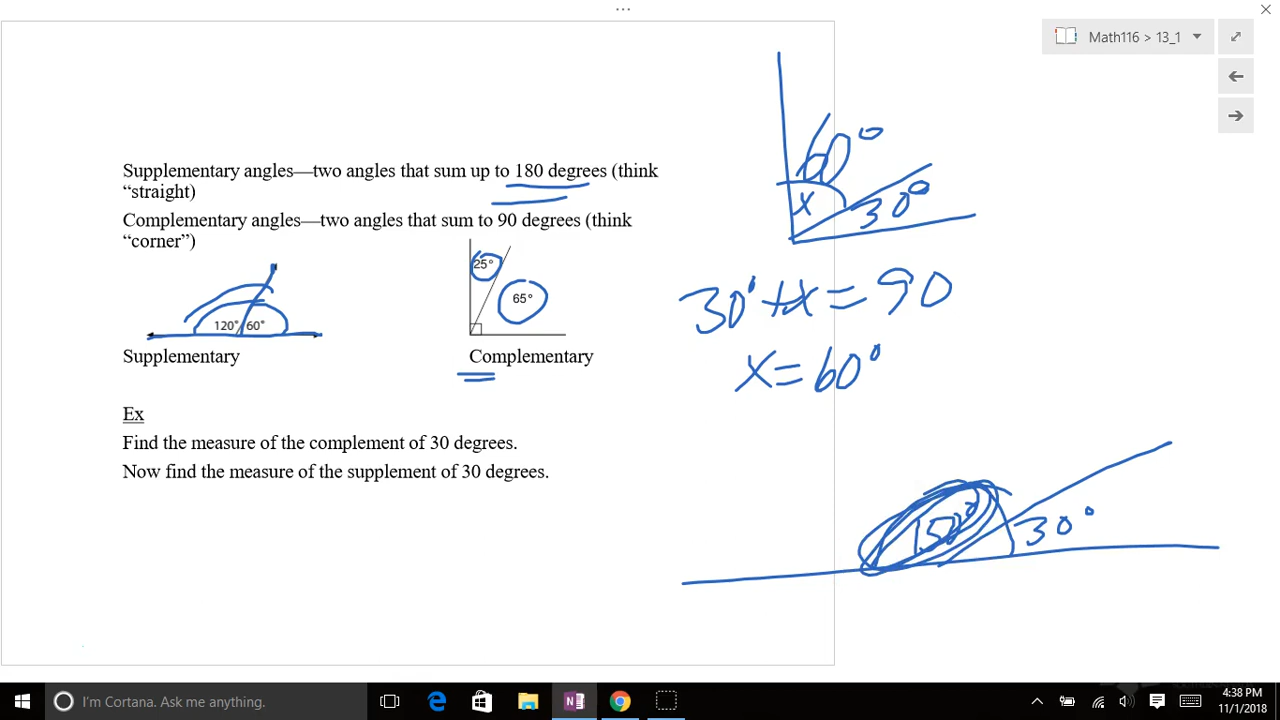 Math116 > 13_1
Supplementary angles—two angles that sum up to 180 degrees (think
“straight)
Complementary angles—two angles that sum to 90 degrees (think
“corner”)
120° 60°
25°
65°
Supplementary
Complementary
Ex
Find the measure of the complement of 30 degrees.
Now find the measure of the supplement of 30 degrees.
60°
x
30°
30° + x = 90
x = 60°
150°
30°
I'm Cortana. Ask me anything.
4:38 PM
11/1/2018